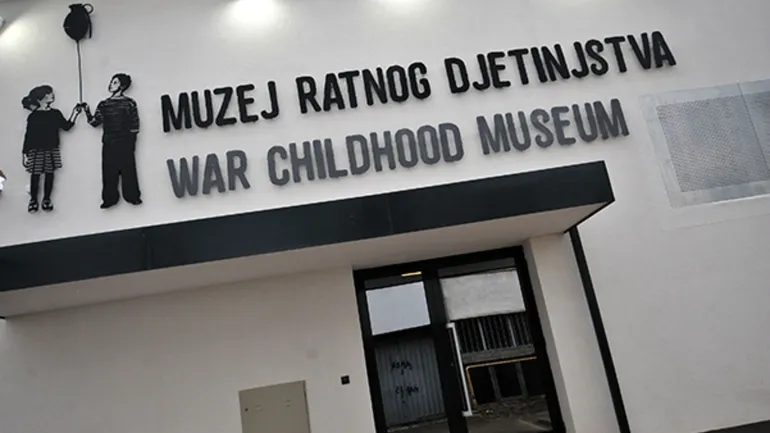 MUZEJ RATNOG DJETINJSTVA
WAR CHILDHOOD MUSEUM